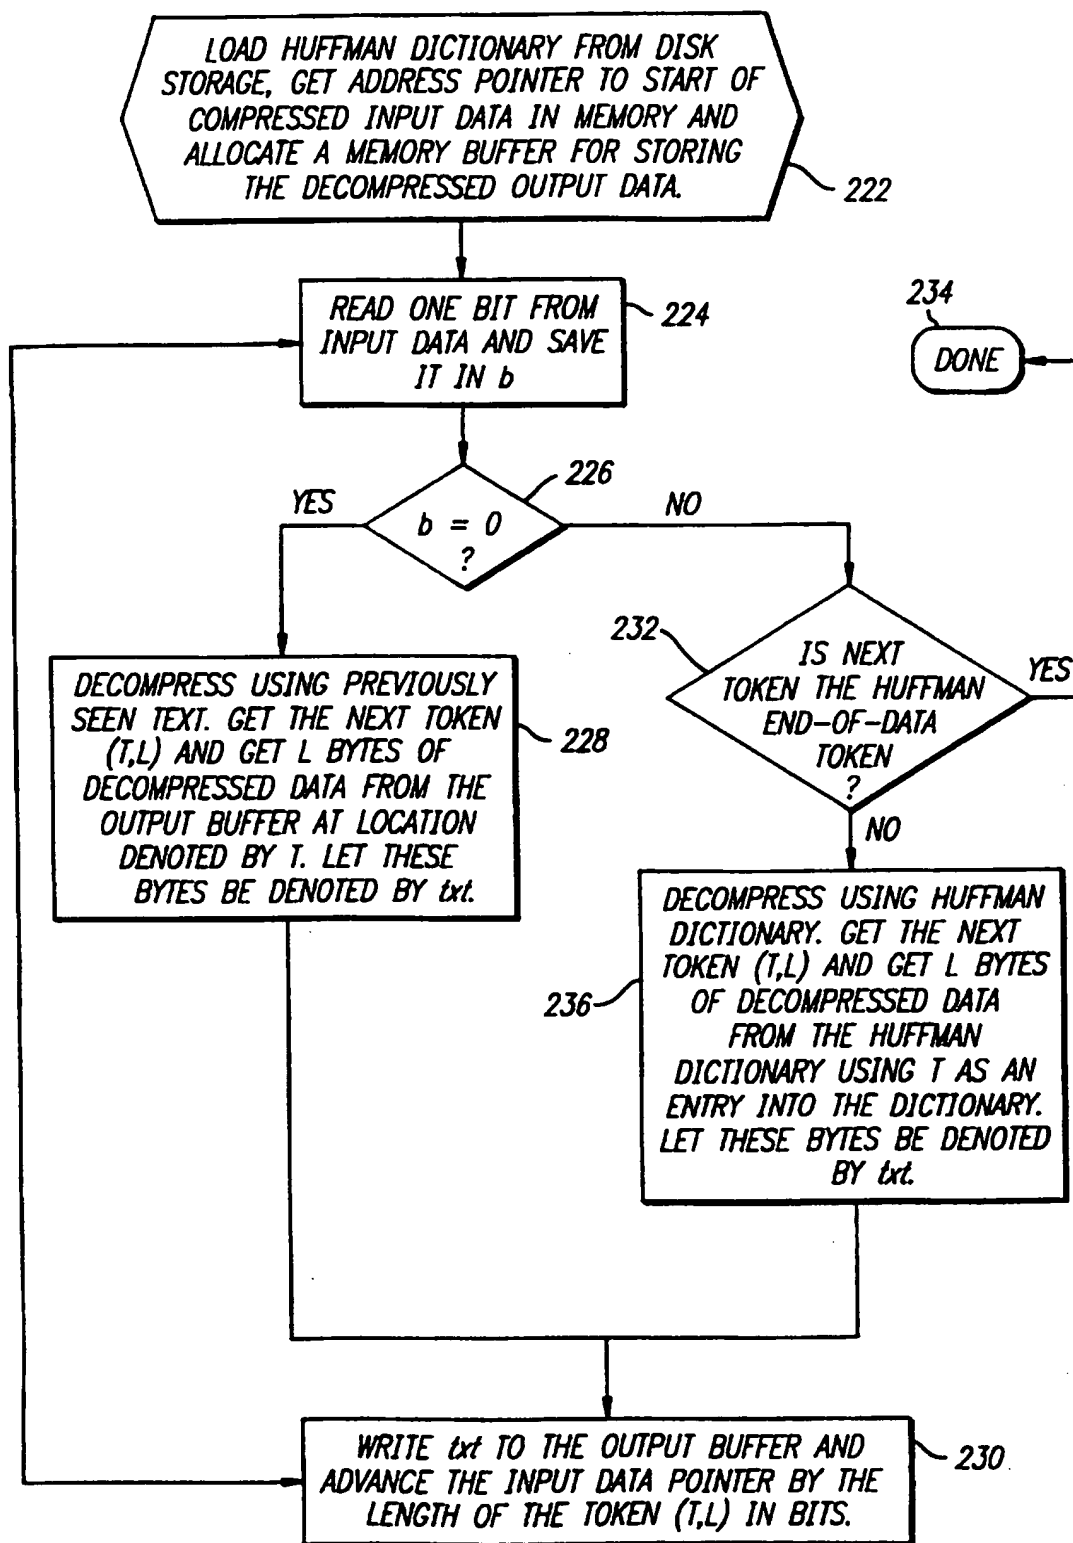 LOAD HUFFMAN DICTIONARY FROM DISK
STORAGE, GET ADDRESS POINTER TO START OF
COMPRESSED INPUT DATA IN MEMORY AND
ALLOCATE A MEMORY BUFFER FOR STORING
THE DECOMPRESSED OUTPUT DATA.
222
READ ONE BIT FROM
INPUT DATA AND SAVE
IT IN b
224
234
DONE
226
b = 0
?
YES
NO
232
IS NEXT
TOKEN THE HUFFMAN
END-OF-DATA
TOKEN
?
YES
NO
DECOMPRESS USING PREVIOUSLY
SEEN TEXT. GET THE NEXT TOKEN
(T,L) AND GET L BYTES OF
DECOMPRESSED DATA FROM THE
OUTPUT BUFFER AT LOCATION
DENOTED BY T. LET THESE
BYTES BE DENOTED BY txt.
228
DECOMPRESS USING HUFFMAN
DICTIONARY. GET THE NEXT
TOKEN (T,L) AND GET L BYTES
OF DECOMPRESSED DATA
FROM THE HUFFMAN
DICTIONARY USING T AS AN
ENTRY INTO THE DICTIONARY.
LET THESE BYTES BE DENOTED
BY txt.
236
WRITE txt TO THE OUTPUT BUFFER AND
ADVANCE THE INPUT DATA POINTER BY THE
LENGTH OF THE TOKEN (T,L) IN BITS.
230